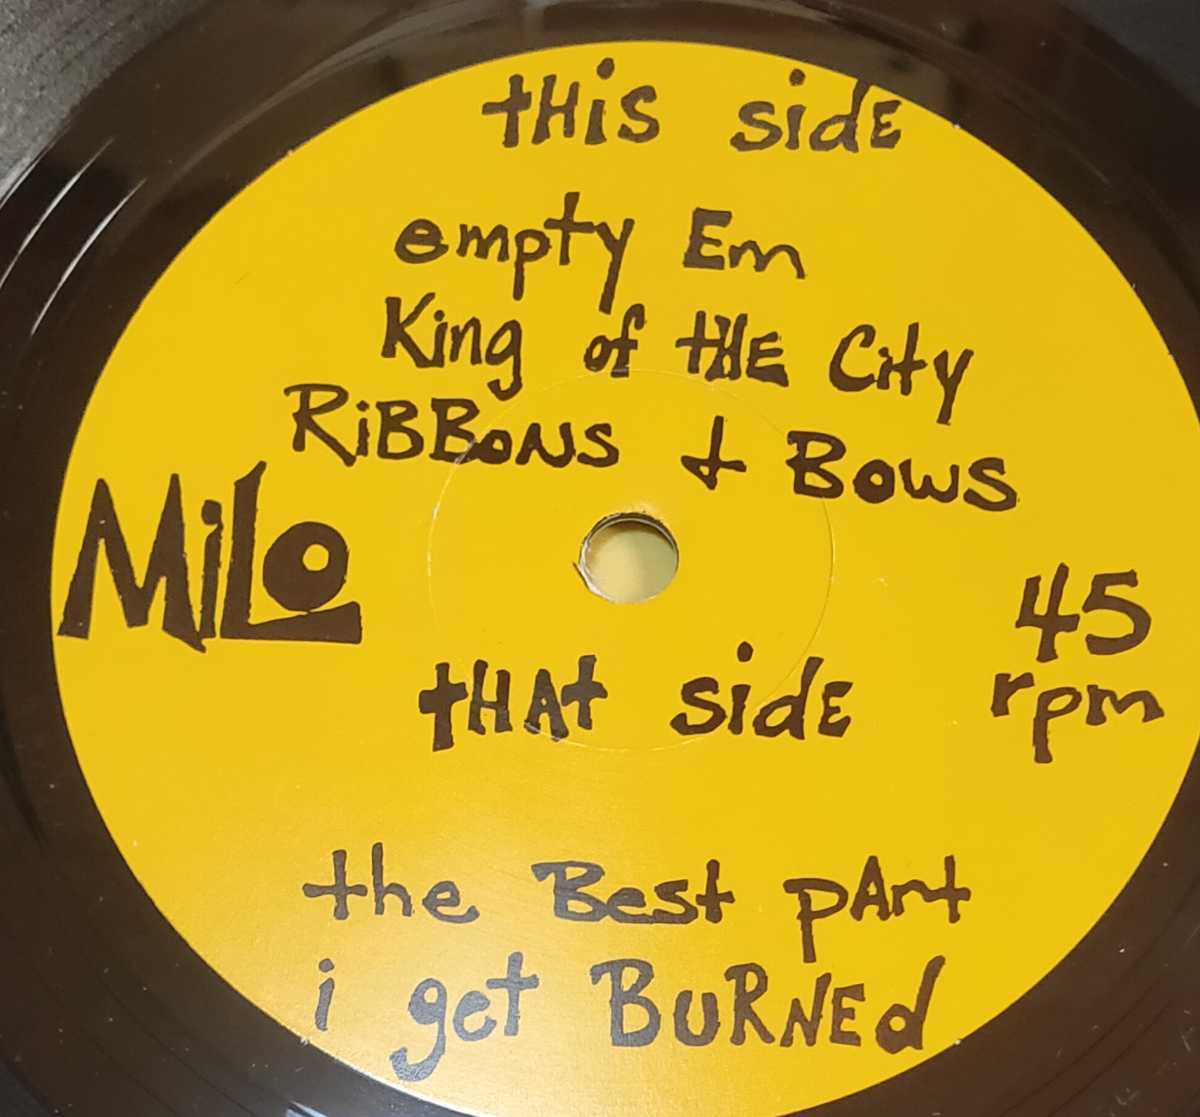 tHis sidE
empty Em
King of tHE City
RiBBoNS & BowS
MiLo
45
rpm
tHAt sidE
the Best pArt
i get BuRNEd